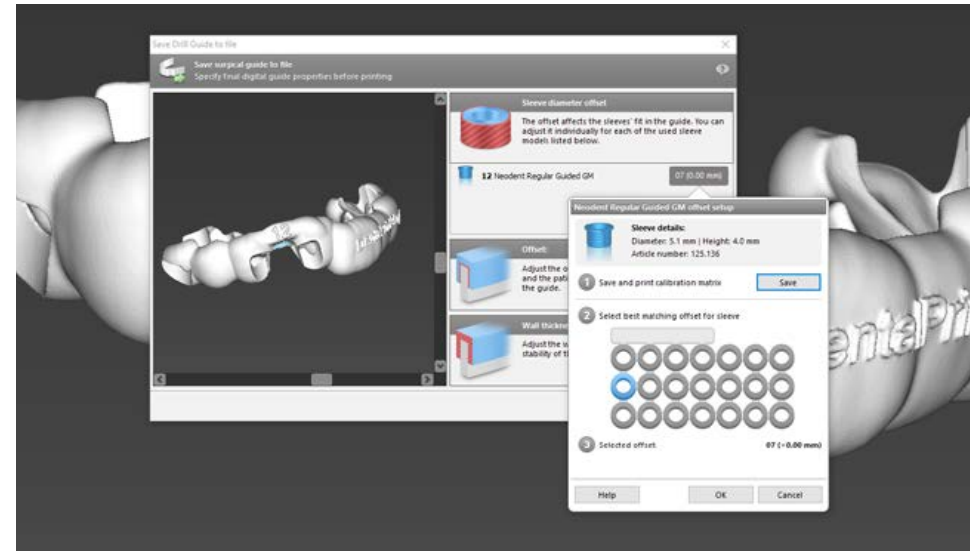 Save Drill Guide to file
Save surgical guide to file
Specify final digital guide properties before printing
Sleeve diameter offset
The offset affects the sleeves' fit in the guide. You can
adjust it individually for each of the used sleeve
models listed below.
12 Neodent Regular Guided GM
07 (0.00 mm)
12
Offset:
Adjust the
and the
the guide.
Wall
Adjust the
stability of
Neodent Regular Guided GM offset setup
Sleeve details:
Diameter: 5.1 mm | Height: 4.0 mm
Article number: 125.136
1 Save and print calibration matrix
Save
2 Select best matching offset for sleeve
3 Selected offset
07 (-0.00 mm)
Help
OK
Cancel